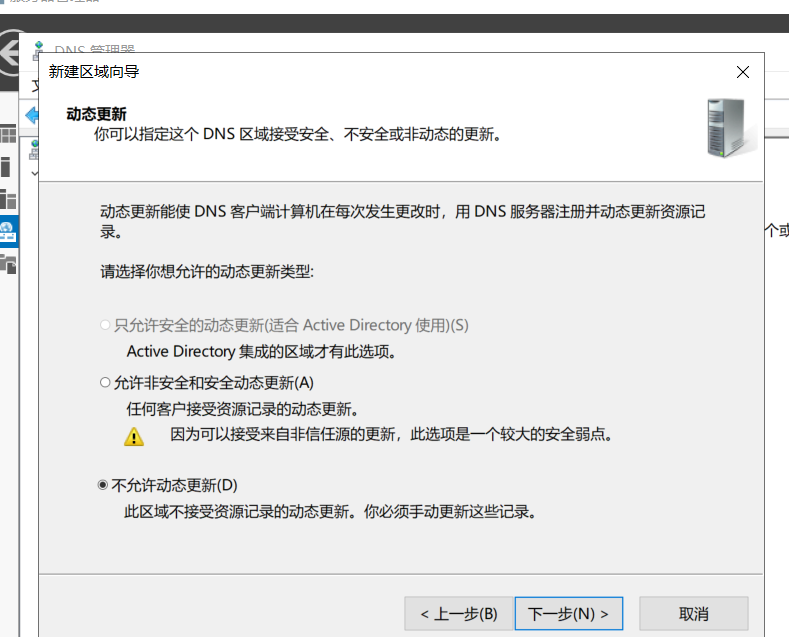 服务器管理器
DNS 管理器
新建区域向导
动态更新
你可以指定这个 DNS 区域接受安全、不安全或非动态的更新。
动态更新能使 DNS 客户端计算机在每次发生更改时，用 DNS 服务器注册并动态更新资源记
录。
个或
请选择你想允许的动态更新类型:
只允许安全的动态更新(适合 Active Directory 使用)(S)
Active Directory 集成的区域才有此选项。
允许非安全和安全动态更新(A)
任何客户接受资源记录的动态更新。
因为可以接受来自非信任源的更新，此选项是一个较大的安全弱点。
不允许动态更新(D)
此区域不接受资源记录的动态更新。你必须手动更新这些记录。
< 上一步(B)
下一步(N) >
取消